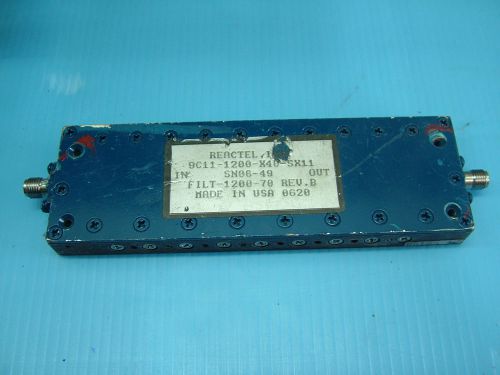 REACTEL,
9C11-1200-X40-SX11
IN SN06-49 OUT
FILT-1200-70 REV.B
MADE IN USA 0620